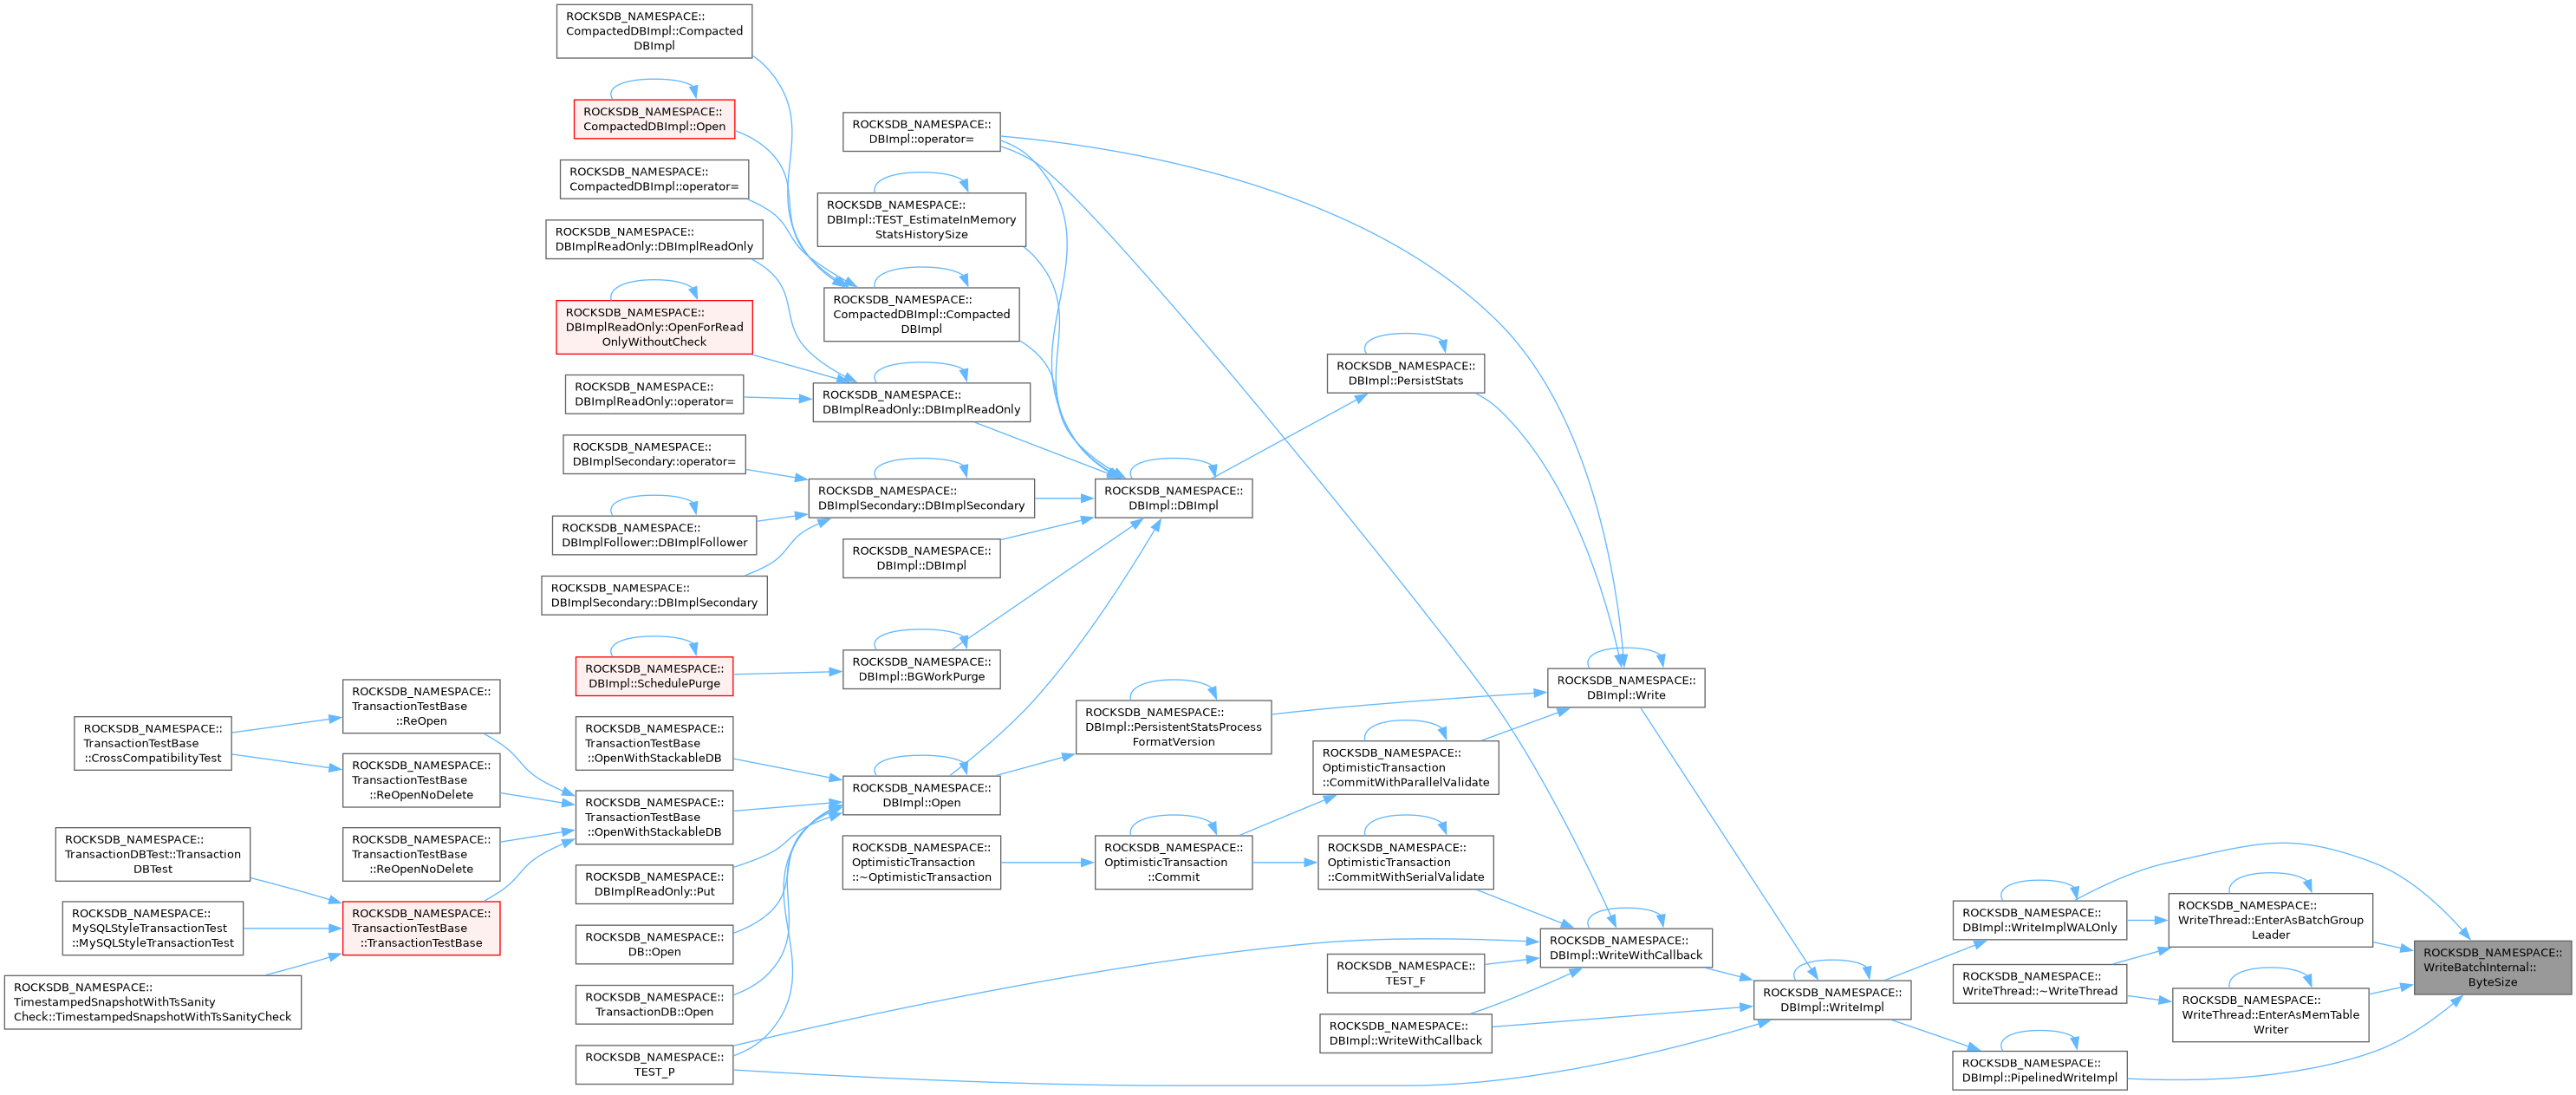 ROCKSDB_NAMESPACE::
CompactedDBImpl::Compacted
DBImpl
ROCKSDB_NAMESPACE::
CompactedDBImpl::Open
ROCKSDB_NAMESPACE::
CompactedDBImpl::operator=
ROCKSDB_NAMESPACE::
DBImplReadOnly::DBImplReadOnly
ROCKSDB_NAMESPACE::
DBImplReadOnly::OpenForRead
OnlyWithoutCheck
ROCKSDB_NAMESPACE::
DBImplReadOnly::operator=
ROCKSDB_NAMESPACE::
DBImplSecondary::operator=
ROCKSDB_NAMESPACE::
DBImplFollower::DBImplFollower
ROCKSDB_NAMESPACE::
DBImplSecondary::DBImplSecondary
ROCKSDB_NAMESPACE::
DBImpl::SchedulePurge
ROCKSDB_NAMESPACE::
TransactionTestBase
::OpenWithStackableDB
ROCKSDB_NAMESPACE::
TransactionTestBase
::OpenWithStackableDB
ROCKSDB_NAMESPACE::
DBImplReadOnly::Put
ROCKSDB_NAMESPACE::
DB::Open
ROCKSDB_NAMESPACE::
TransactionDB::Open
ROCKSDB_NAMESPACE::
TEST_P
ROCKSDB_NAMESPACE::
TransactionTestBase
::ReOpen
ROCKSDB_NAMESPACE::
TransactionTestBase
::ReOpenNoDelete
ROCKSDB_NAMESPACE::
TransactionTestBase
::ReOpenNoDelete
ROCKSDB_NAMESPACE::
TransactionTestBase
::TransactionTestBase
ROCKSDB_NAMESPACE::
TransactionTestBase
::CrossCompatibilityTest
ROCKSDB_NAMESPACE::
TransactionDBTest::Transaction
DBTest
ROCKSDB_NAMESPACE::
MySQLStyleTransactionTest
::MySQLStyleTransactionTest
ROCKSDB_NAMESPACE::
TimestampedSnapshotWithTsSanity
Check::TimestampedSnapshotWithTsSanityCheck
ROCKSDB_NAMESPACE::
DBImpl::operator=
ROCKSDB_NAMESPACE::
DBImpl::TEST_EstimateInMemory
StatsHistorySize
ROCKSDB_NAMESPACE::
CompactedDBImpl::Compacted
DBImpl
ROCKSDB_NAMESPACE::
DBImplReadOnly::DBImplReadOnly
ROCKSDB_NAMESPACE::
DBImplSecondary::DBImplSecondary
ROCKSDB_NAMESPACE::
DBImpl::DBImpl
ROCKSDB_NAMESPACE::
DBImpl::BGWorkPurge
ROCKSDB_NAMESPACE::
DBImpl::Open
ROCKSDB_NAMESPACE::
OptimisticTransaction
::~OptimisticTransaction
ROCKSDB_NAMESPACE::
DBImpl::DBImpl
ROCKSDB_NAMESPACE::
DBImpl::PersistentStatsProcess
FormatVersion
ROCKSDB_NAMESPACE::
OptimisticTransaction
::Commit
ROCKSDB_NAMESPACE::
DBImpl::PersistStats
ROCKSDB_NAMESPACE::
OptimisticTransaction
::CommitWithParallelValidate
ROCKSDB_NAMESPACE::
OptimisticTransaction
::CommitWithSerialValidate
ROCKSDB_NAMESPACE::
TEST_F
ROCKSDB_NAMESPACE::
DBImpl::WriteWithCallback
ROCKSDB_NAMESPACE::
DBImpl::Write
ROCKSDB_NAMESPACE::
DBImpl::WriteWithCallback
ROCKSDB_NAMESPACE::
DBImpl::WriteImpl
ROCKSDB_NAMESPACE::
DBImpl::WriteImplWALOnly
ROCKSDB_NAMESPACE::
WriteThread::~WriteThread
ROCKSDB_NAMESPACE::
DBImpl::PipelinedWriteImpl
ROCKSDB_NAMESPACE::
WriteThread::EnterAsBatchGroup
Leader
ROCKSDB_NAMESPACE::
WriteThread::EnterAsMemTable
Writer
ROCKSDB_NAMESPACE::
WriteBatchInternal::
ByteSize